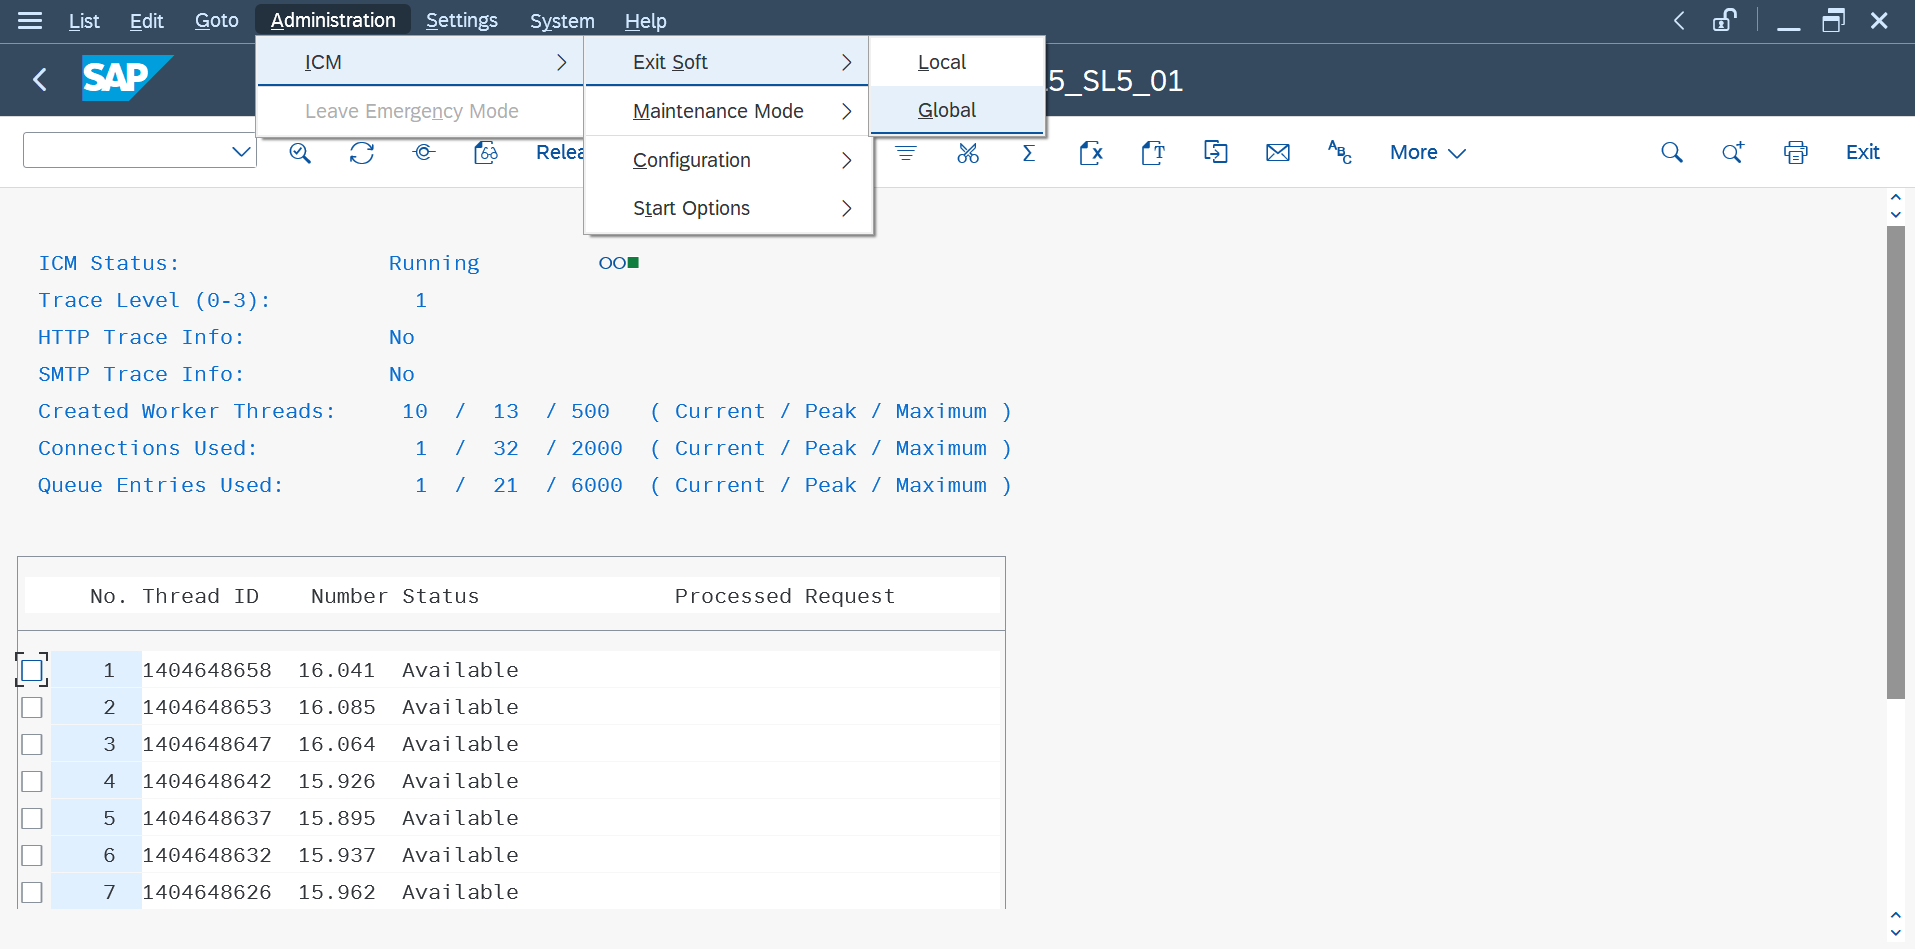 List Edit Goto Administration Settings System Help
SAP
5_SL5_01
ICM
Leave Emergency Mode
Exit Soft
Maintenance Mode
Configuration
Start Options
Local
Global
More Exit
ICM Status: Running
Trace Level (0-3): 1
HTTP Trace Info: No
SMTP Trace Info: No
Created Worker Threads: 10 / 13 / 500 ( Current / Peak / Maximum )
Connections Used: 1 / 32 / 2000 ( Current / Peak / Maximum )
Queue Entries Used: 1 / 21 / 6000 ( Current / Peak / Maximum )
No. Thread ID Number Status Processed Request
1 1404648658 16.041 Available
2 1404648653 16.085 Available
3 1404648647 16.064 Available
4 1404648642 15.926 Available
5 1404648637 15.895 Available
6 1404648632 15.937 Available
7 1404648626 15.962 Available